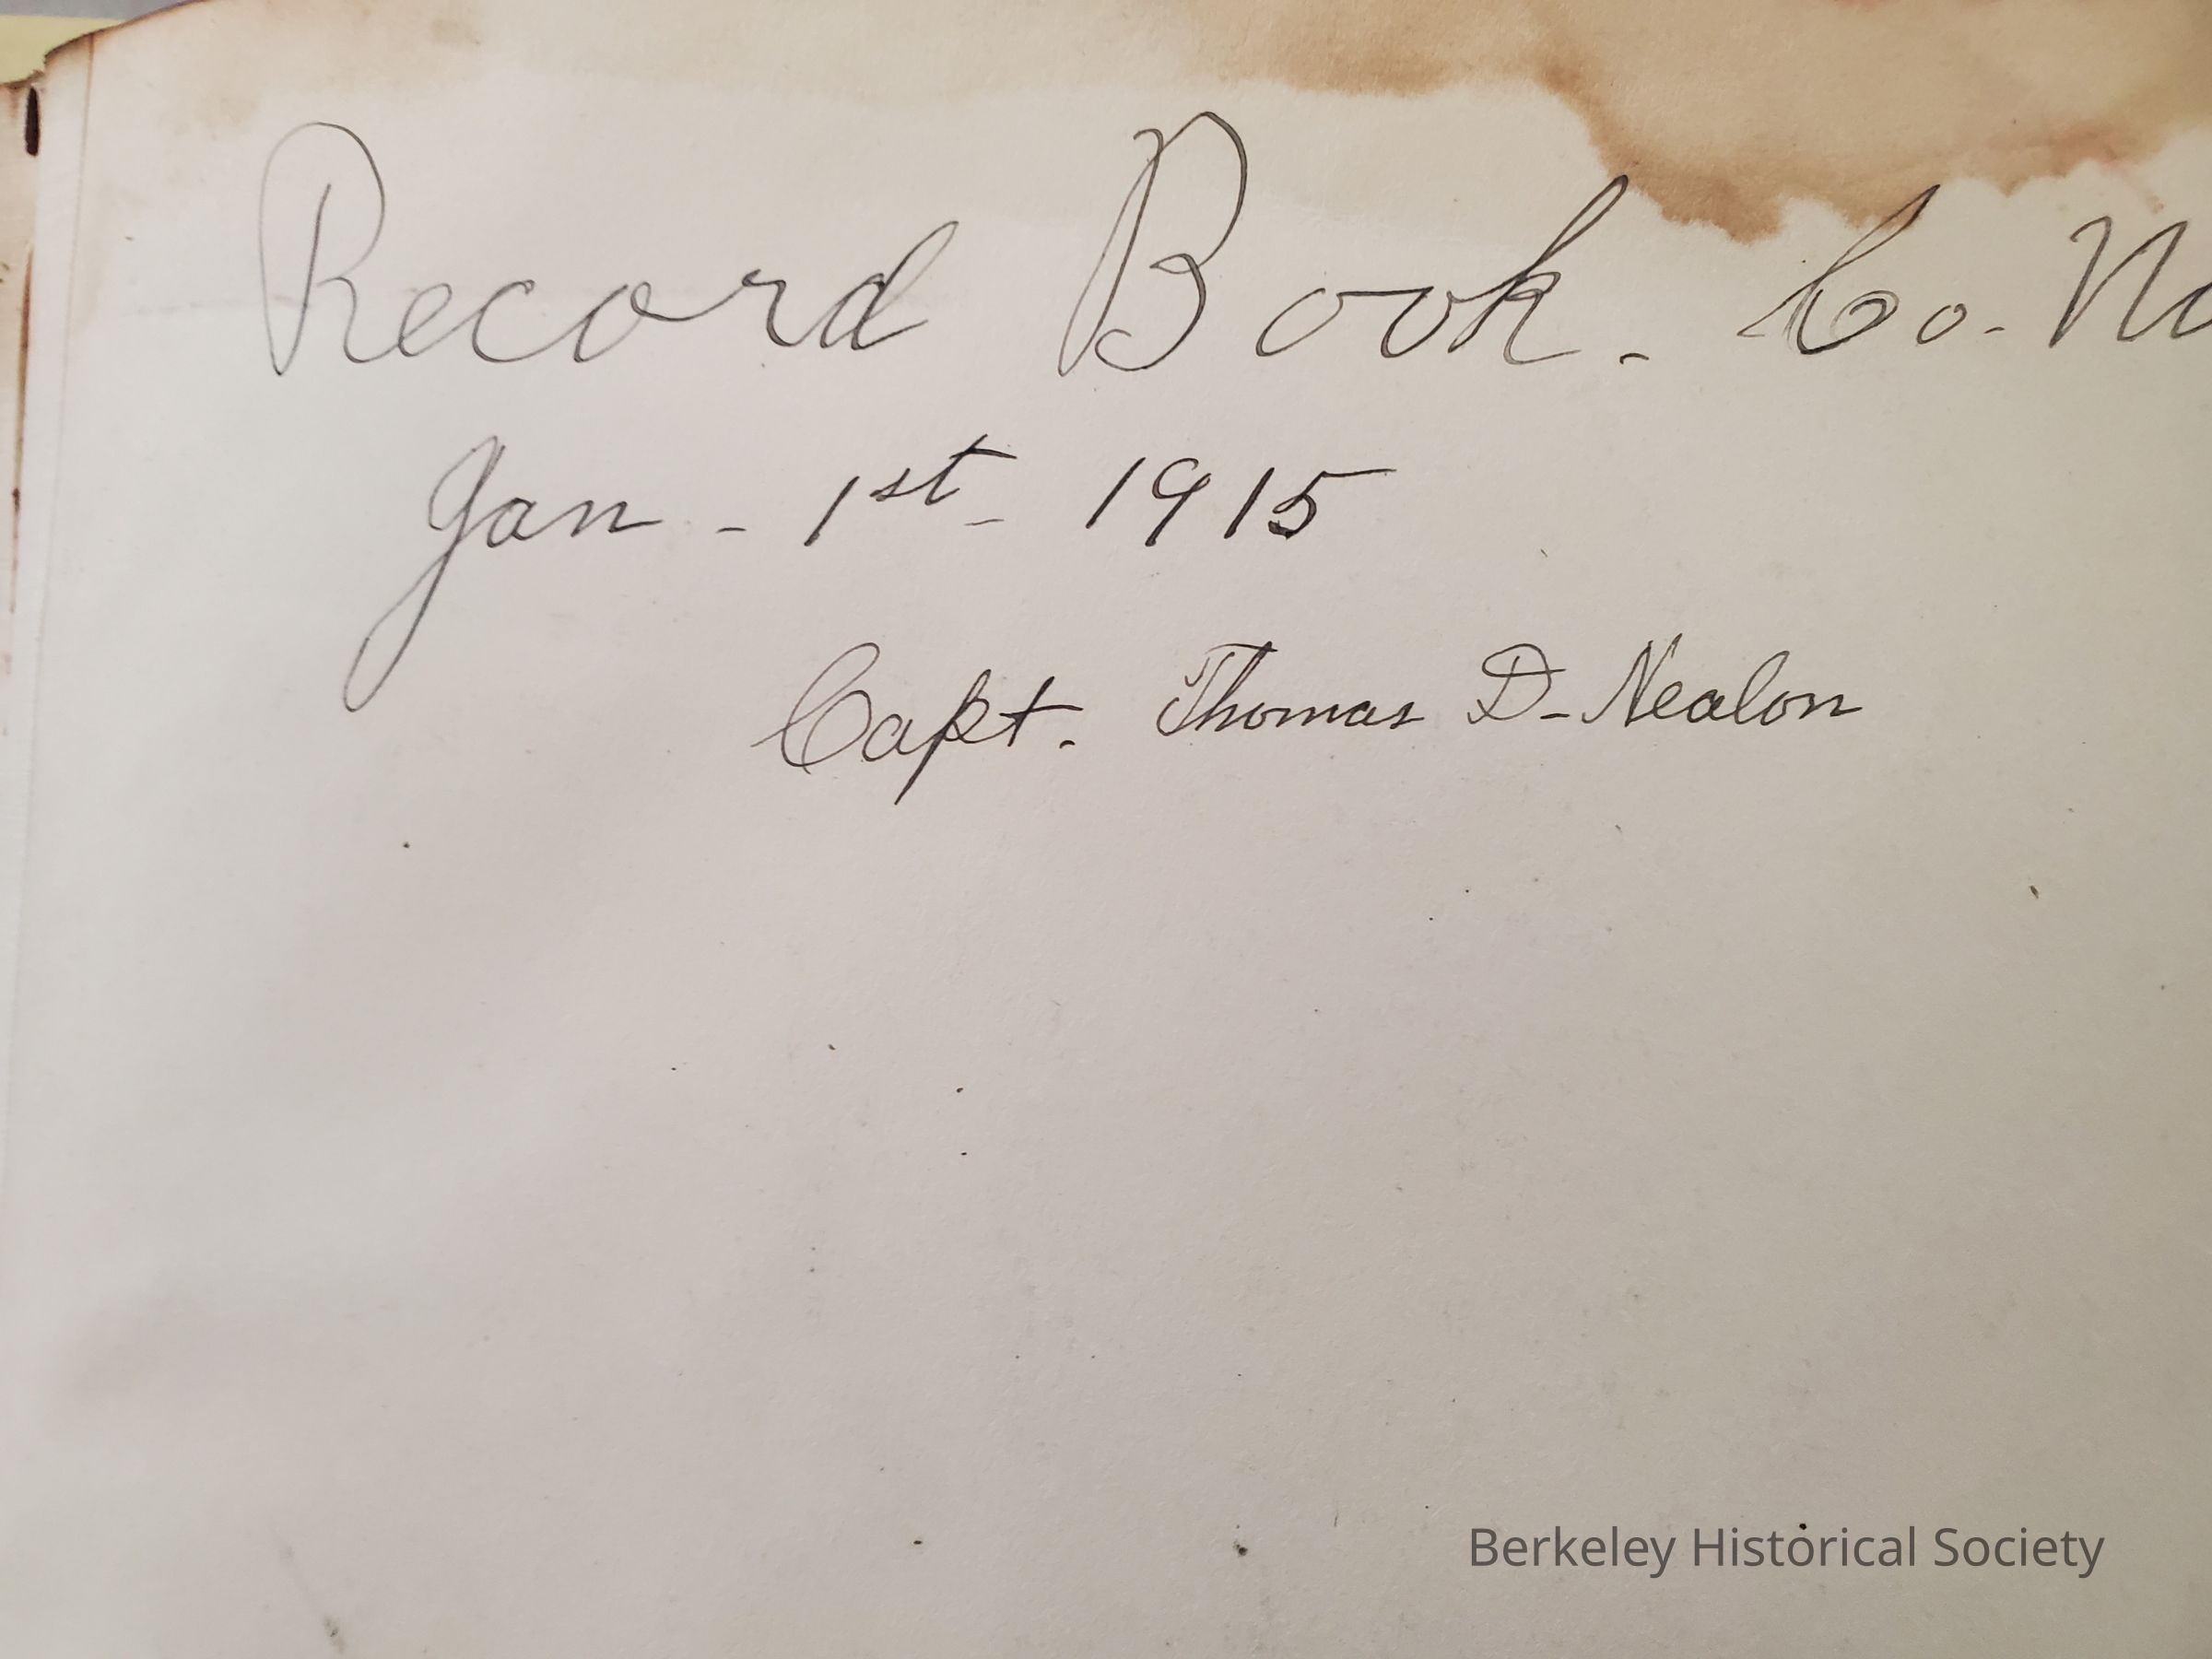 Record Book. Co. No
Jan - 1st - 1915
Capt. Thomas D. Nealon
Berkeley Historical Society